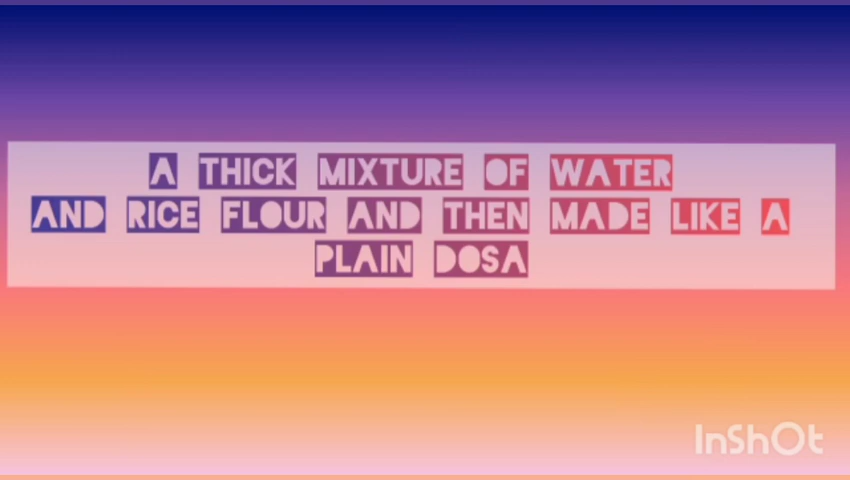 A THICK MIXTURE OF WATER
AND RICE FLOUR AND THEN MADE LIKE A
PLAIN DOSA
InShOt